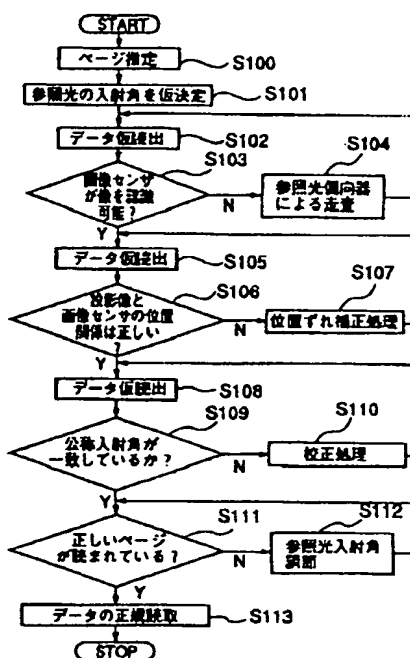 START
ページ指定
S100
参照光の入射角を仮決定
S101
データ仮読出
S102
S103
画像センサ
が像を認識
可能?
N
Y
S104
参照光偏向器
による走査
データ仮読出
S105
S106
投影像と
画像センサの位置
関係は正しい
?
N
Y
S107
位置ずれ補正処理
データ仮読出
S108
S109
公称入射角が
一致しているか?
N
Y
S110
校正処理
S111
正しいページ
が読まれている?
N
Y
S112
参照光入射角
調節
データの正規読取
S113
STOP